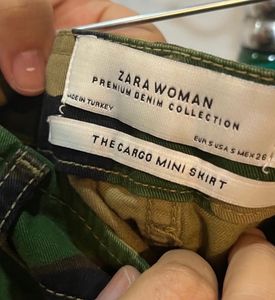 ZARA WOMAN
PREMIUM DENIM COLLECTION
MADE IN TURKEY
EUR S USA S MEX 26
THE CARGO MINI SKIRT